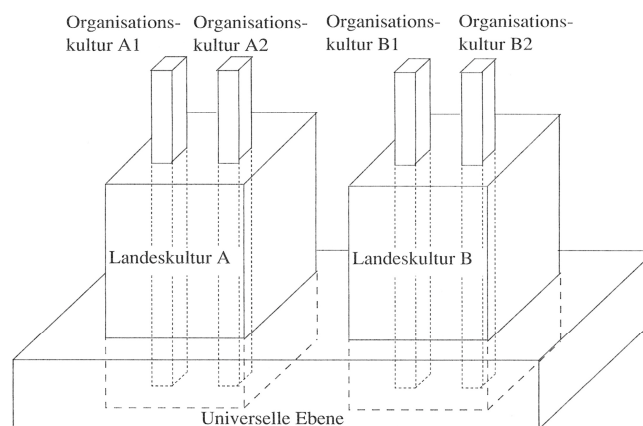 Organisations-
kultur A1
Organisations-
kultur A2
Organisations-
kultur B1
Organisations-
kultur B2
Landeskultur A
Landeskultur B
Universelle Ebene